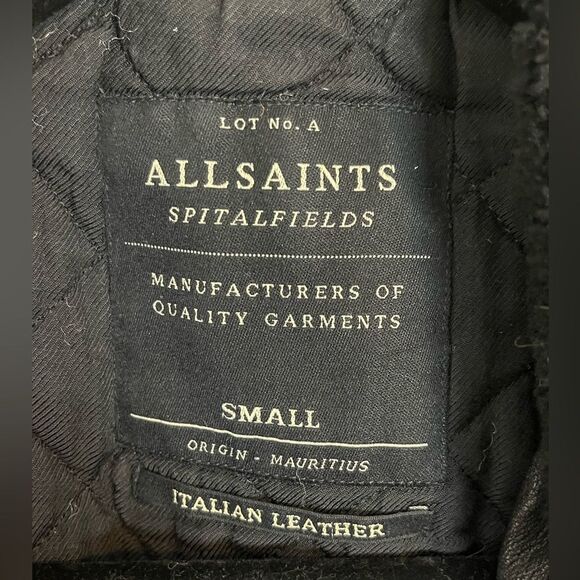 LOT No. A
ALLSAINTS
SPITALFIELDS
MANUFACTURERS OF
QUALITY GARMENTS
SMALL
ORIGIN - MAURITIUS
ITALIAN LEATHER